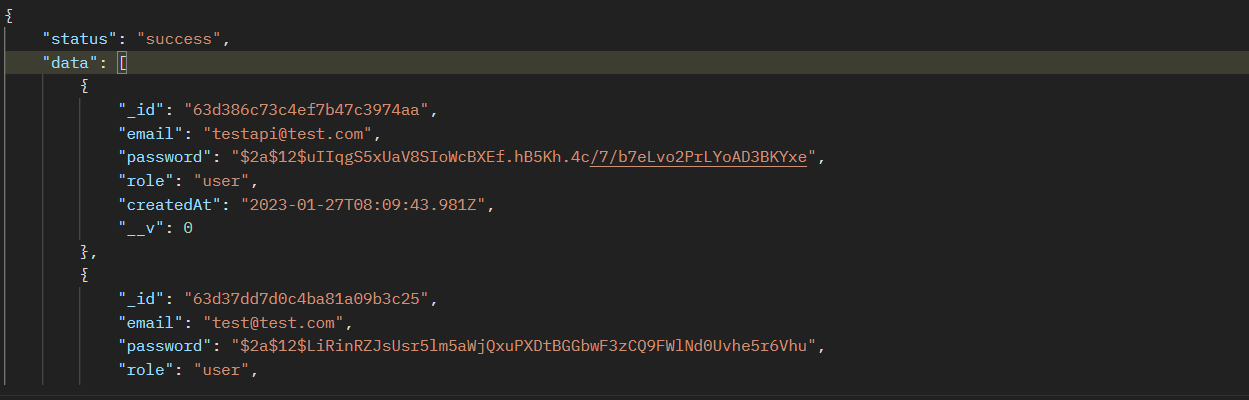 {
"status": "success",
"data": [
{
"_id": "63d386c73c4ef7b47c3974aa",
"email": "testapi@test.com",
"password": "$2a$12$uIIqgS5xUaV8SIoWcBXEf.hB5Kh.4c/7/b7eLvo2PrLYoAD3BKYxe",
"role": "user",
"createdAt": "2023-01-27T08:09:43.981Z",
"__v": 0
},
{
"_id": "63d37dd7d0c4ba81a09b3c25",
"email": "test@test.com",
"password": "$2a$12$LiRinRZJsUsr5lm5aWjQxuPXDtBGGbwF3zCQ9FWlNd0Uvhe5r6Vhu",
"role": "user",